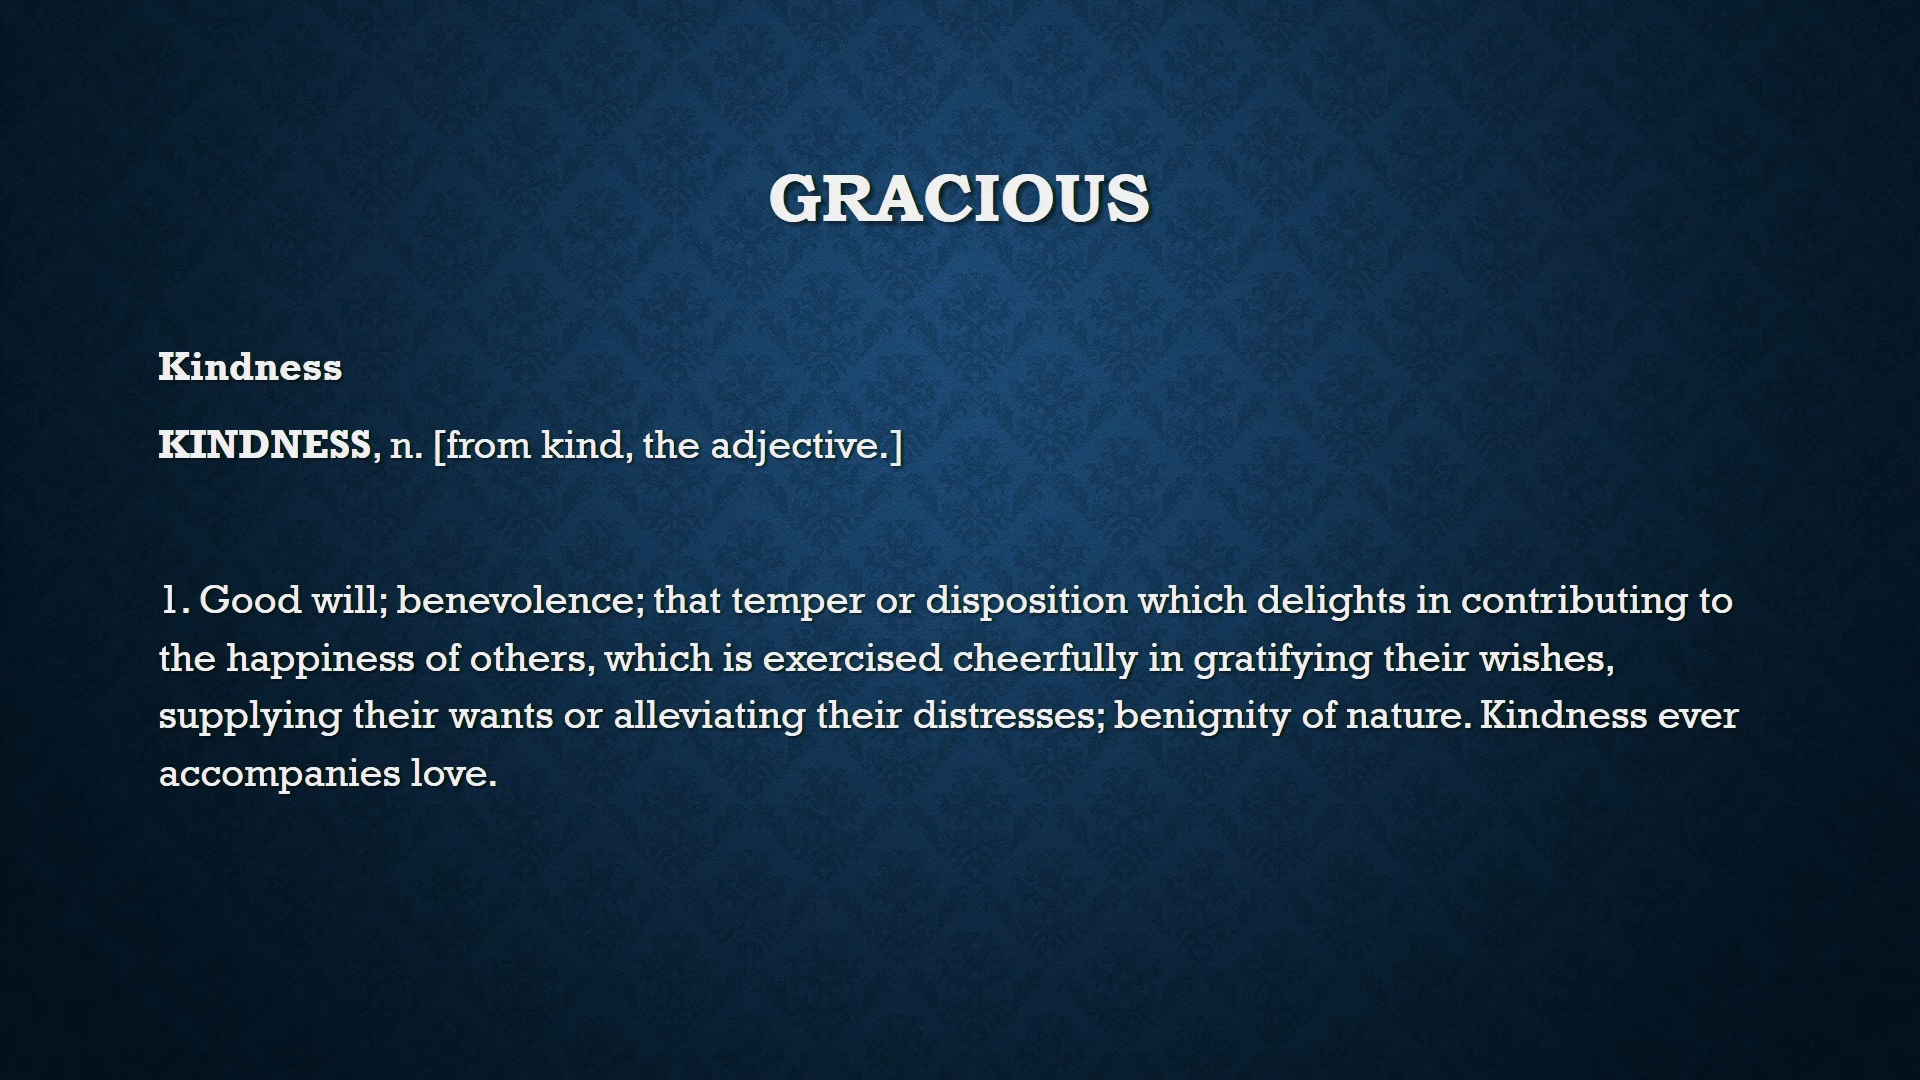 GRACIOUS
Kindness
KINDNESS, n. [from kind, the adjective.]
1. Good will; benevolence; that temper or disposition which delights in contributing to
the happiness of others, which is exercised cheerfully in gratifying their wishes,
supplying their wants or alleviating their distresses; benignity of nature. Kindness ever
accompanies love.